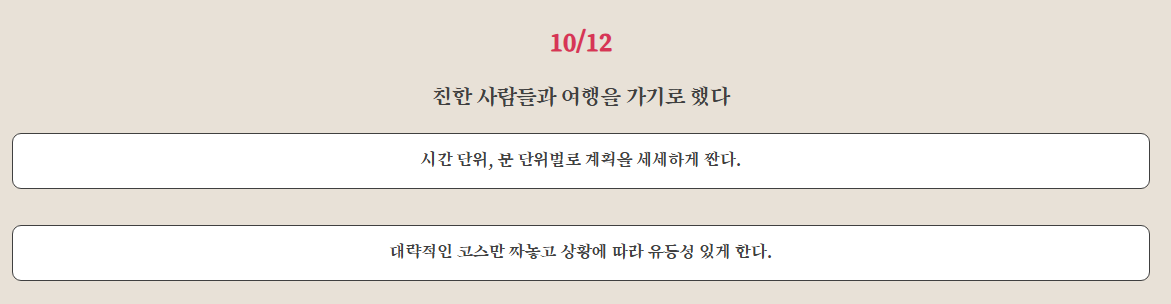 10/12
친한 사람들과 여행을 가기로 했다
시간 단위, 분 단위별로 계획을 세세하게 짠다.
대략적인 코스만 짜놓고 상황에 따라 유동성 있게 한다.